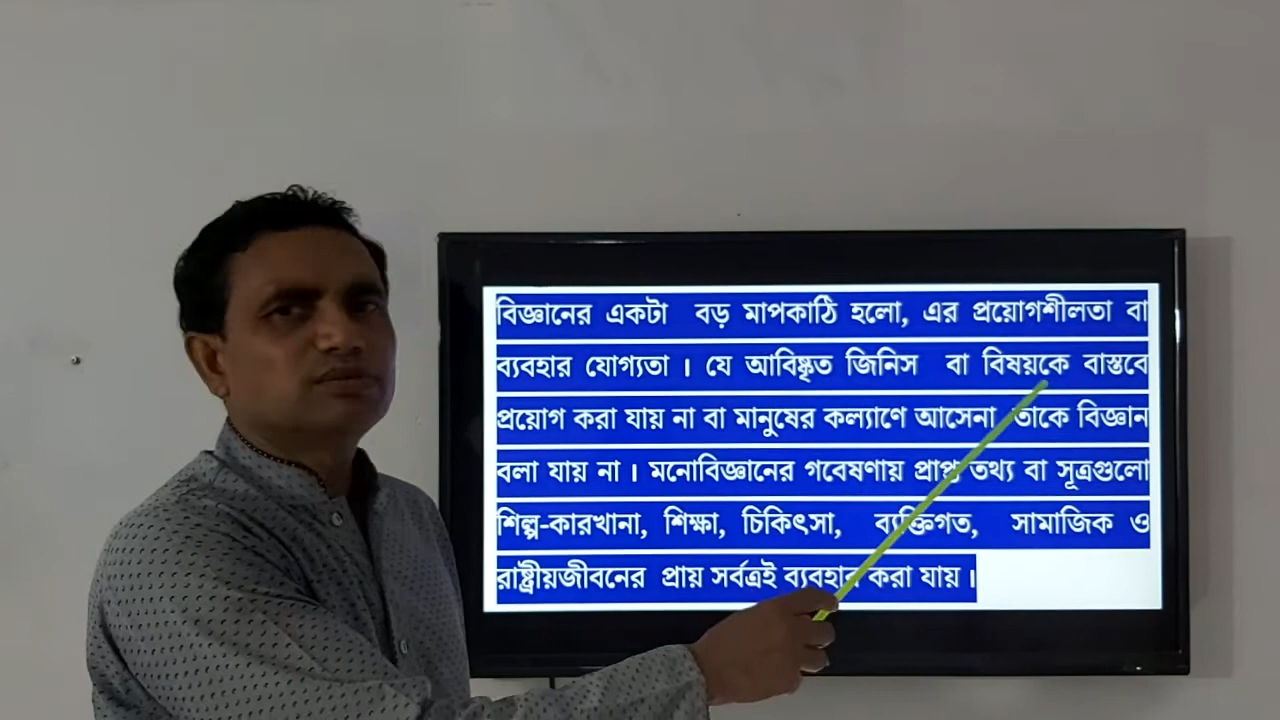 বিজ্ঞানের একটা বড় মাপকাঠি হলো, এর প্রয়োগশীলতা বা
ব্যবহার যোগ্যতা । যে আবিষ্কৃত জিনিস বা বিষয়কে বাস্তবে
প্রয়োগ করা যায় না বা মানুষের কল্যাণে আসেনা তাকে বিজ্ঞান
বলা যায় না । মনোবিজ্ঞানের গবেষণায় প্রাপ্ত তথ্য বা সূত্রগুলো
শিল্প-কারখানা, শিক্ষা, চিকিৎসা, ব্যক্তিগত, সামাজিক ও
রাষ্ট্রীয়জীবনের প্রায় সর্বত্রই ব্যবহার করা যায় ।